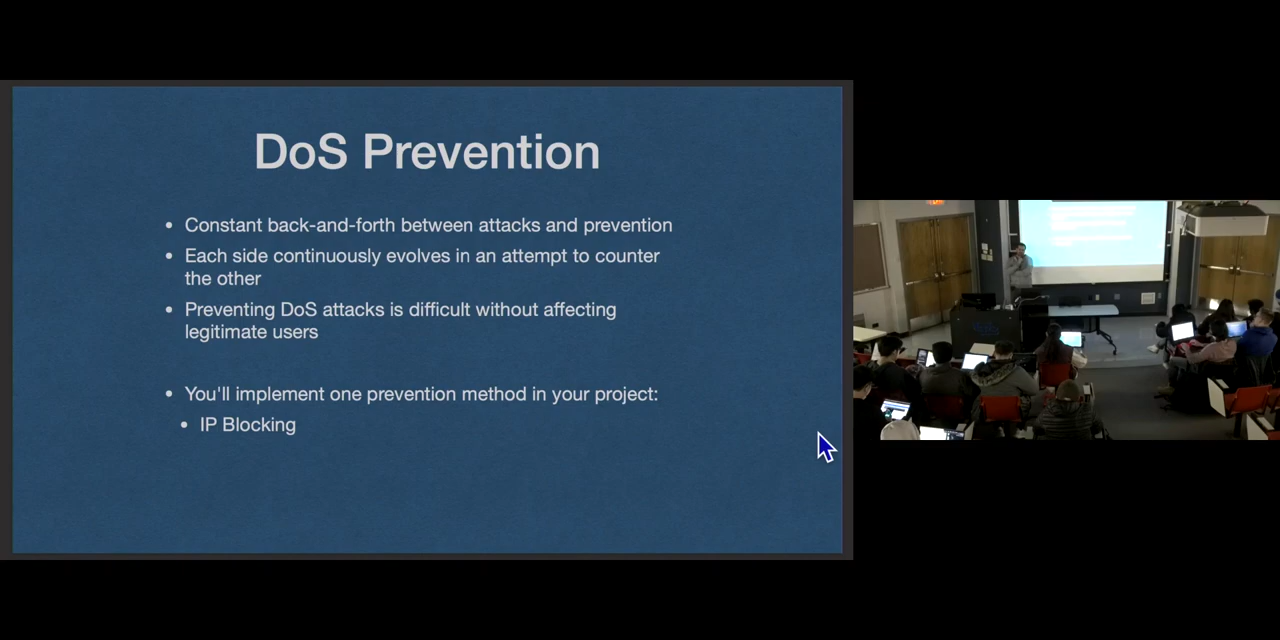 DoS Prevention
• Constant back-and-forth between attacks and prevention
• Each side continuously evolves in an attempt to counter
the other
• Preventing DoS attacks is difficult without affecting
legitimate users
• You'll implement one prevention method in your project:
• IP Blocking